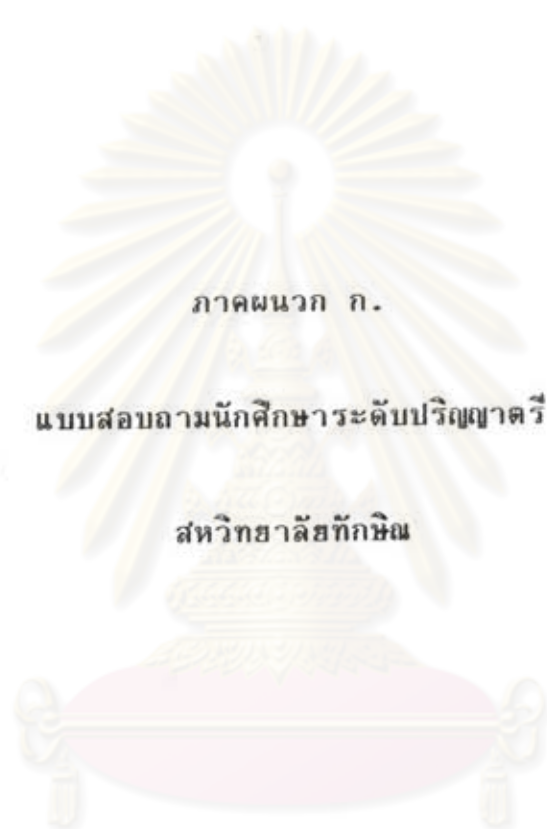 ภาคผนวก ก.
แบบสอบถามนักศึกษาระดับปริญญาตรี
สหวิทยาลัยทักษิณ